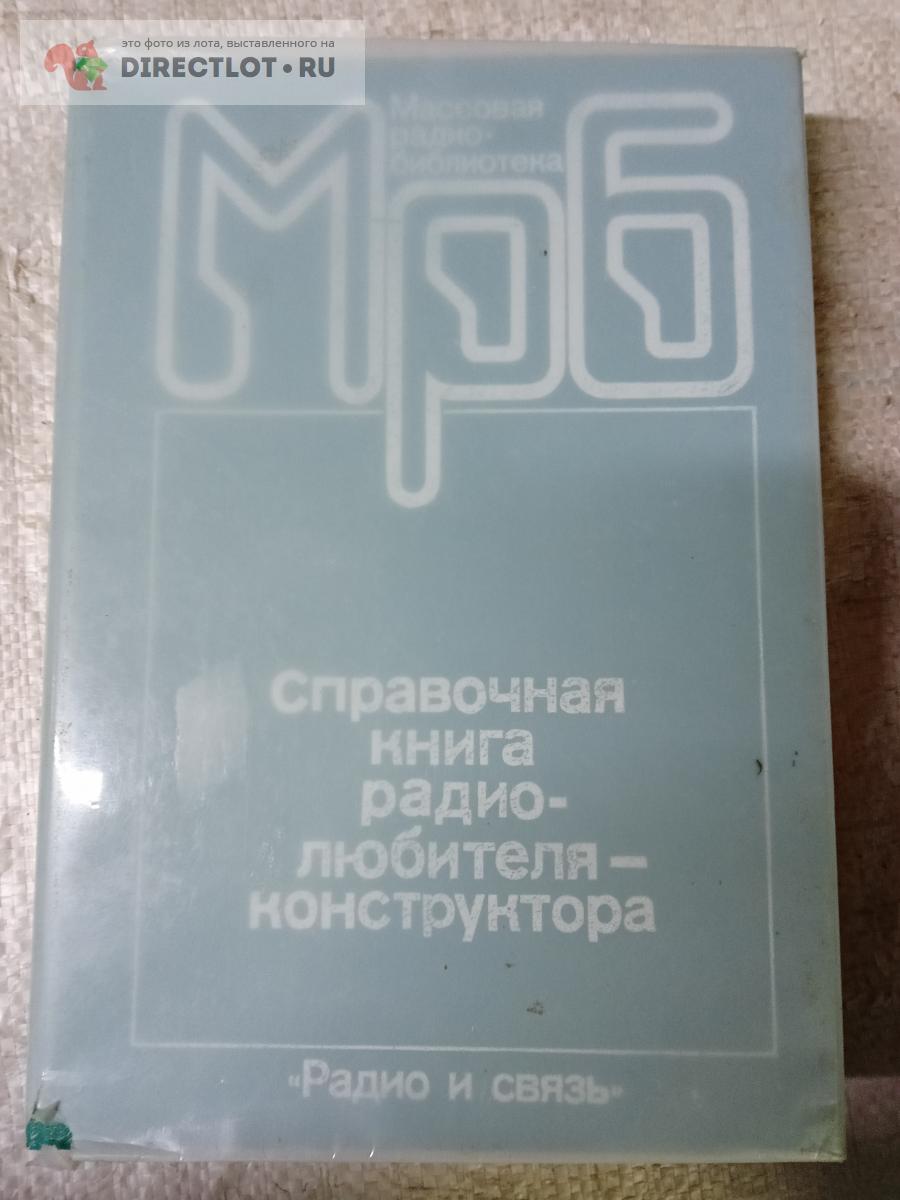 это фото из лота, выставленного на
DIRECTLOT•RU
Массовая
радио-
библиотека
Мрб
Справочная
книга
радио-
любителя—
конструктора
„Радио и связь"